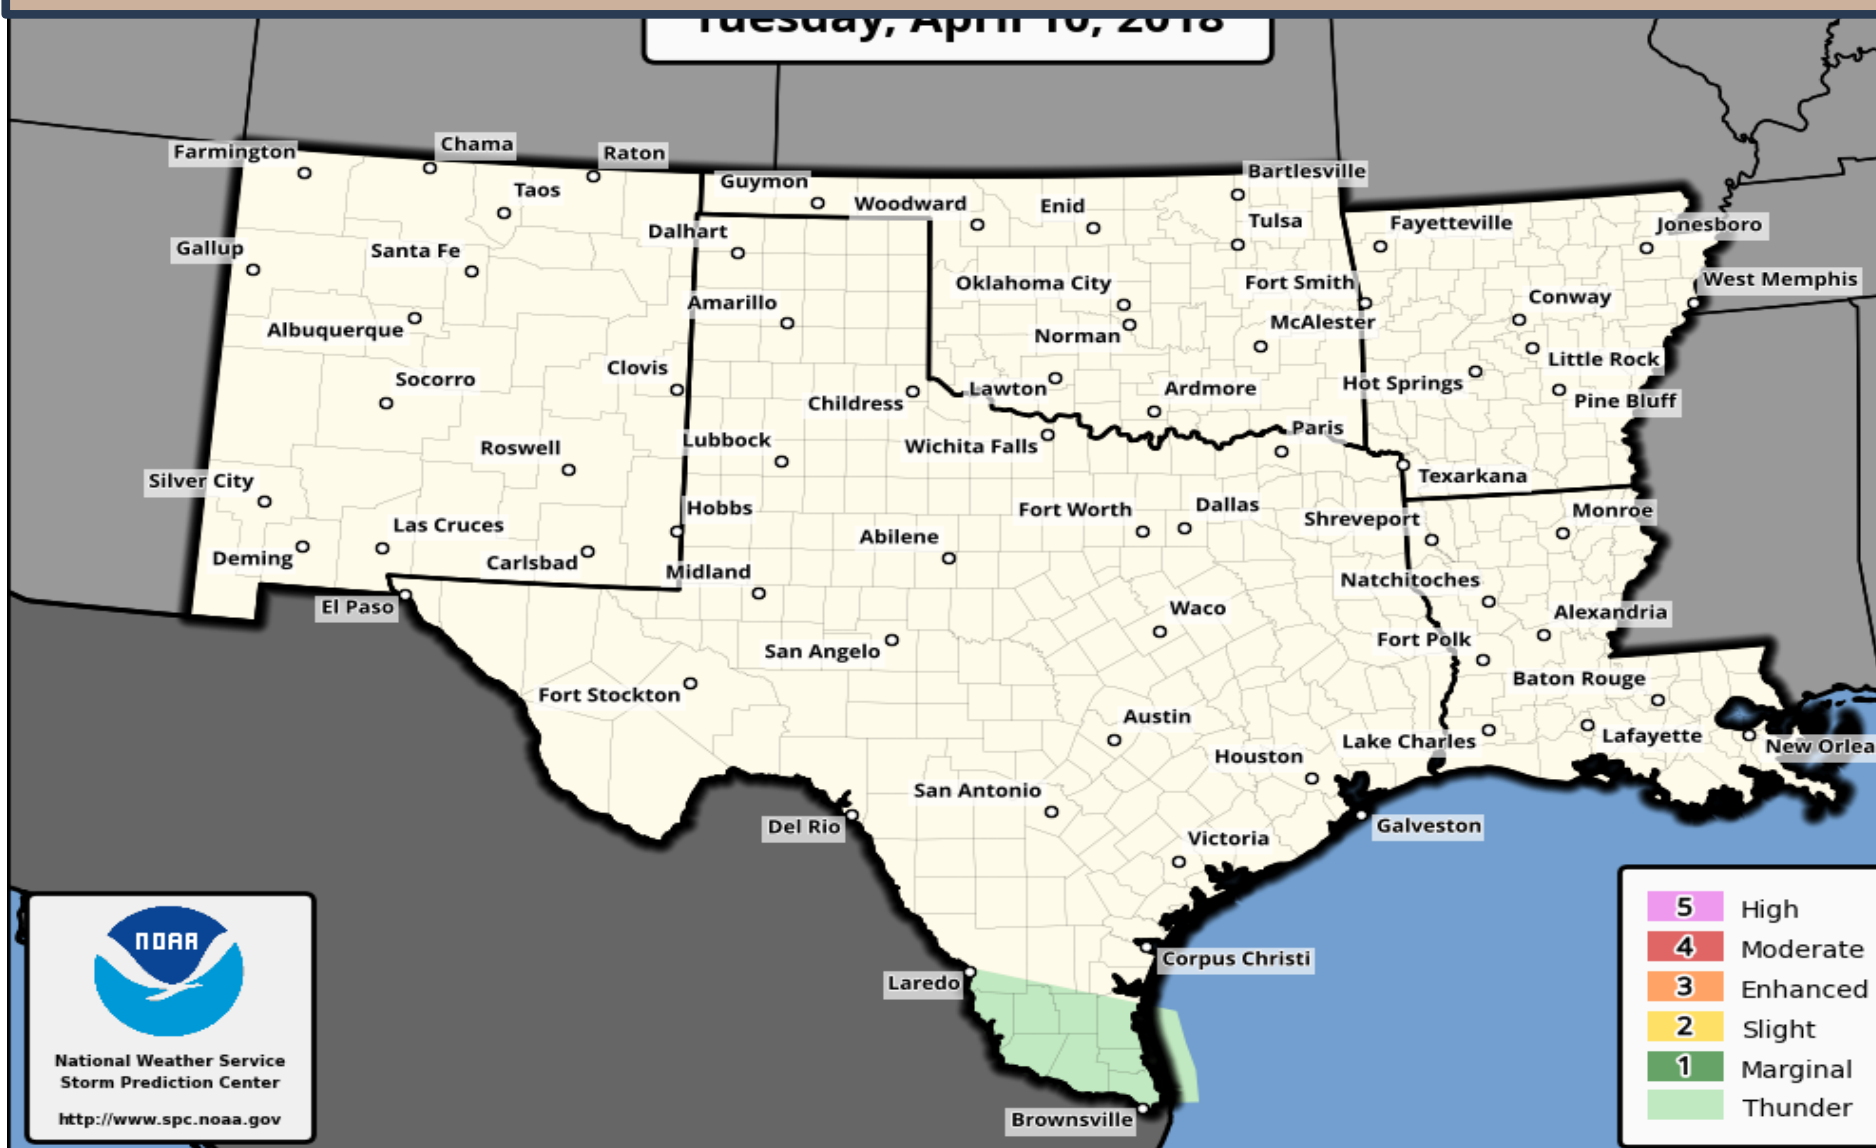 Tuesday, April 10, 2018
Farmington
Chama
Raton
Taos
Guymon
Woodward
Enid
Bartlesville
Tulsa
Fayetteville
Jonesboro
Gallup
Santa Fe
Dalhart
Oklahoma City
Fort Smith
West Memphis
Conway
Albuquerque
Amarillo
Norman
McAlester
Little Rock
Socorro
Clovis
Childress
Lawton
Ardmore
Hot Springs
Pine Bluff
Roswell
Lubbock
Wichita Falls
Paris
Texarkana
Silver City
Las Cruces
Hobbs
Fort Worth
Dallas
Shreveport
Monroe
Deming
Carlsbad
Midland
Abilene
Natchitoches
El Paso
Waco
Alexandria
San Angelo
Fort Polk
Fort Stockton
Baton Rouge
Austin
Lake Charles
Lafayette
New Orlea
Houston
San Antonio
Del Rio
Victoria
Galveston
Corpus Christi
Laredo
Brownsville
NOAA
National Weather Service
Storm Prediction Center
http://www.spc.noaa.gov
5 High
4 Moderate
3 Enhanced
2 Slight
1 Marginal
Thunder